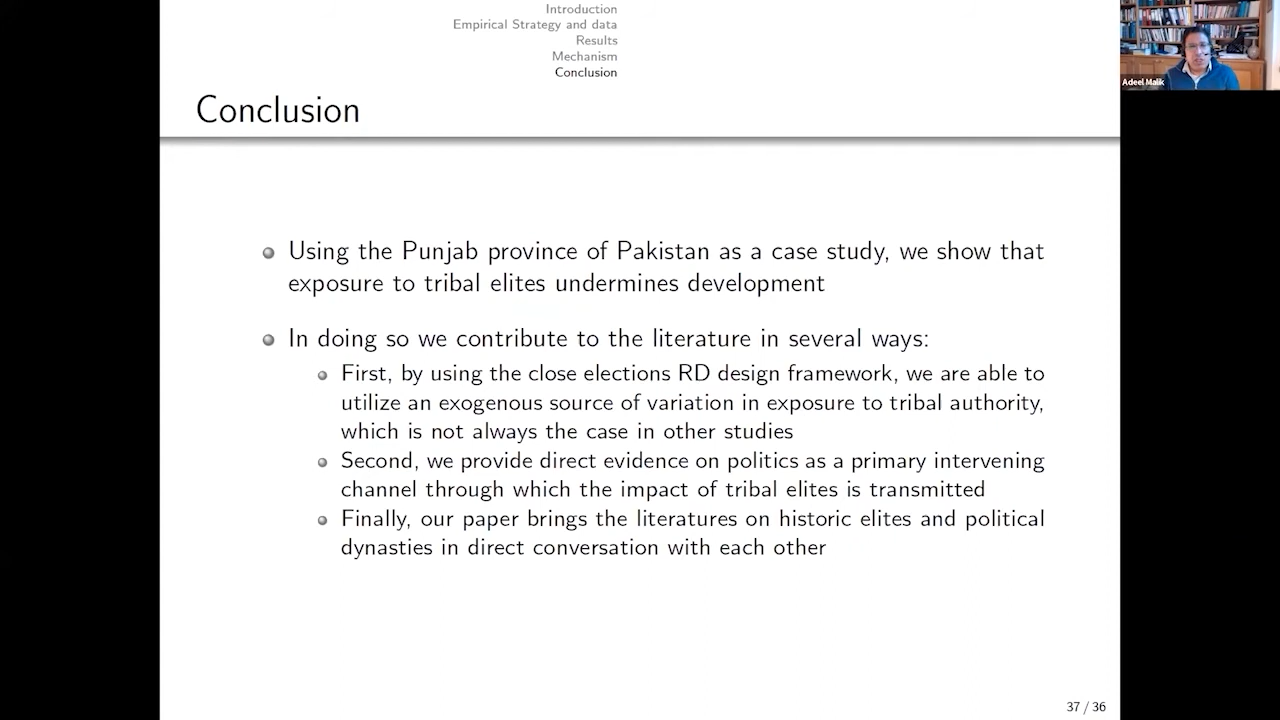 Introduction
Empirical Strategy and data
Results
Mechanism
Conclusion
Adeel Malik
Conclusion
Using the Punjab province of Pakistan as a case study, we show that
exposure to tribal elites undermines development
In doing so we contribute to the literature in several ways:
First, by using the close elections RD design framework, we are able to
utilize an exogenous source of variation in exposure to tribal authority,
which is not always the case in other studies
Second, we provide direct evidence on politics as a primary intervening
channel through which the impact of tribal elites is transmitted
Finally, our paper brings the literatures on historic elites and political
dynasties in direct conversation with each other
37 / 36